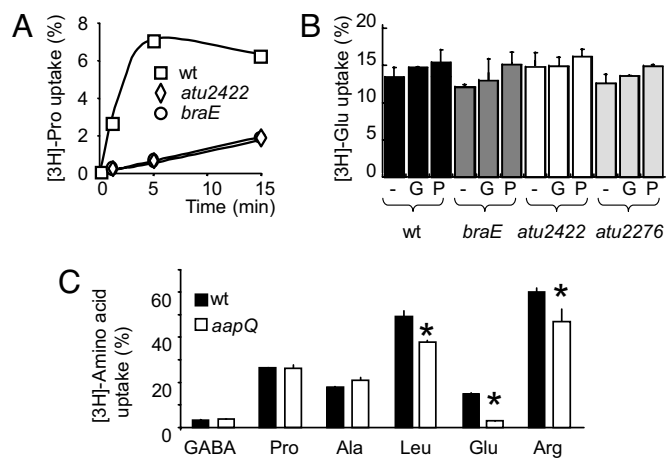 A
[3H]-Pro uptake (%)
8
6
4
2
0
wt
atu2422
braE
0 5 10 15
Time (min)
B
[3H]-Glu uptake (%)
20
15
10
5
0
- G P - G P - G P - G P
wt braE atu2422 atu2276
C
[3H]-Amino acid
uptake (%)
60
40
20
0
wt
aapQ
* * *
GABA Pro Ala Leu Glu Arg